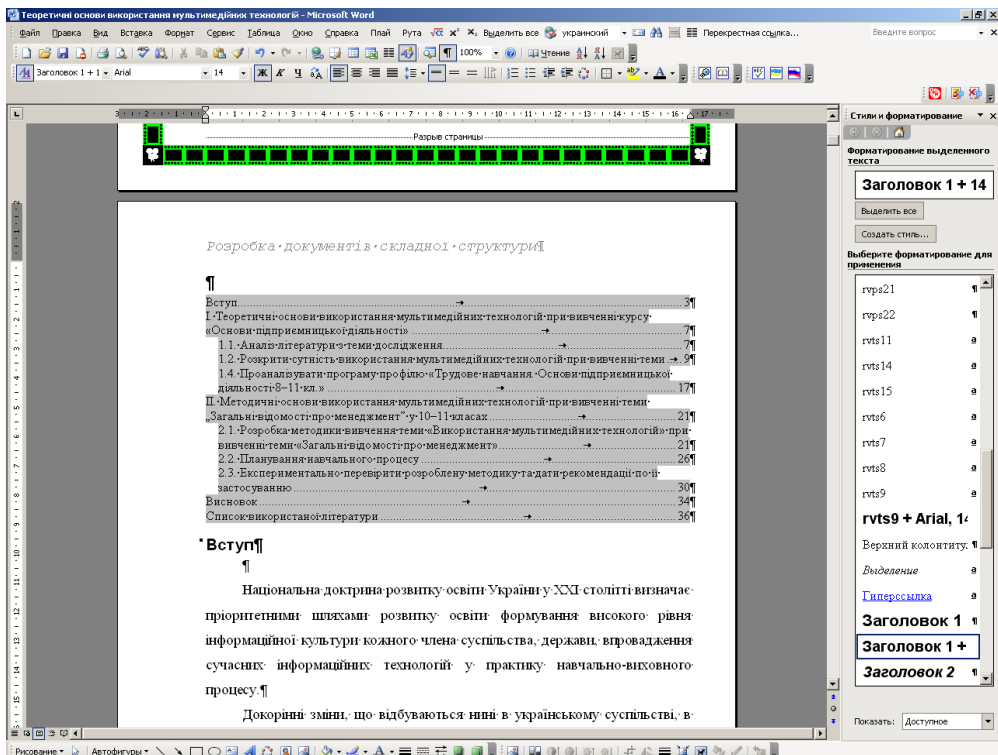 Теоретичні основи використання мультимедійних технологій - Microsoft Word
Файл Правка Вид Вставка Формат Сервис Таблица Окно Справка Плай Рута Выделить все украинский Перекрестная ссылка... Введите вопрос
100% Чтение
Заголовок 1 + 1 Arial 14 Ж К Ч
Разрыв страницы
Розробка документів складної структури
Вступ 3
І. Теоретичні основи використання мультимедійних технологій при вивченні курсу
«Основи підприємницької діяльності» 7
1.1. Аналіз літератури з теми дослідження 7
1.2. Розкрити сутність використання мультимедійних технологій при вивченні теми 9
1.4. Проаналізувати програму профілю «Трудове навчання. Основи підприємницької
діяльності 8–11 кл.» 17
ІІ. Методичні основи використання мультимедійних технологій при вивченні теми
„Загальні відомості про менеджмент” у 10–11 класах 21
2.1. Розробка методики вивчення теми «Використання мультимедійних технологій» при
вивченні теми «Загальні відомості про менеджмент» 21
2.2. Планування навчального процесу 26
2.3. Експериментально перевірити розроблену методику та дати рекомендації по її
застосуванню 30
Висновок 34
Список використаної літератури 36
Вступ
Національна доктрина розвитку освіти України у ХХІ столітті визначає
пріоритетними шляхами розвитку освіти формування високого рівня
інформаційної культури кожного члена суспільства, держави, впровадження
сучасних інформаційних технологій у практику навчально-виховного
процесу.
Докорінні зміни, що відбуваються нині в українському суспільстві, в
Стили и форматирование
Форматирование выделенного
текста
Заголовок 1 + 14
Выделить все
Создать стиль...
Выберите форматирование для
применения
rvps21
rvps22
rvts11
rvts14
rvts15
rvts6
rvts7
rvts8
rvts9
rvts9 + Arial, 14
Верхний колонтиту.
Выделение
Гиперссылка
Заголовок 1
Заголовок 1 +
Заголовок 2
Показать: Доступное
Рисование Автофигуры